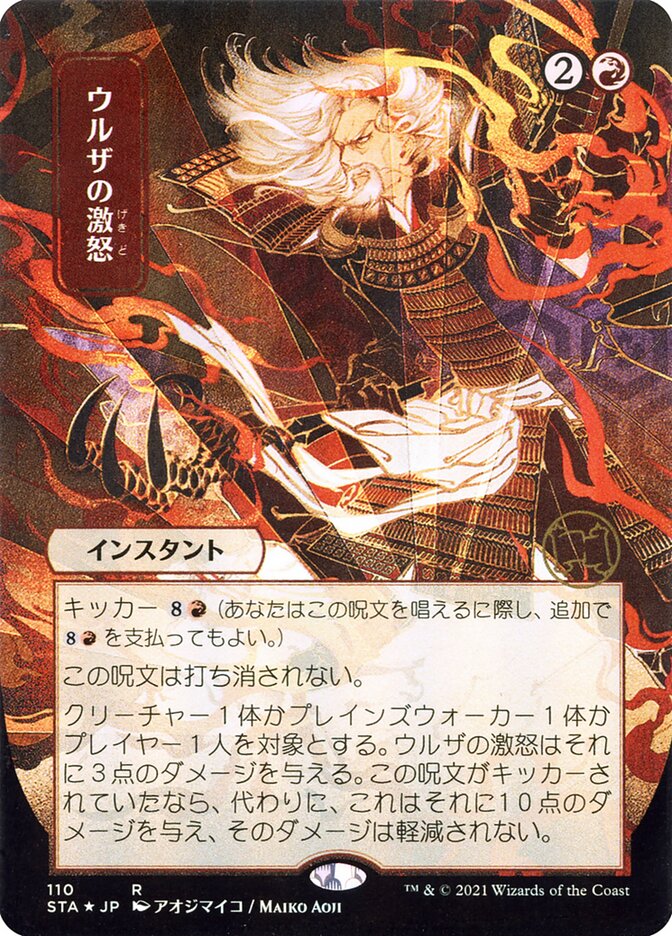 ウルザの激怒
げきど
2
インスタント
キッカー 8 (あなたはこの呪文を唱えるに際し、追加で
8 を支払ってもよい。)
この呪文は打ち消されない。
クリーチャー1体かプレインズウォーカー1体か
プレイヤー1人を対象とする。ウルザの激怒はそれ
に3点のダメージを与える。この呪文がキッカーさ
れていたなら、代わりに、これはそれに10点のダ
メージを与え、そのダメージは軽減されない。
110 R
STA ★ JP アオジマイコ / MAIKO AOJI
™ & © 2021 Wizards of the Coast